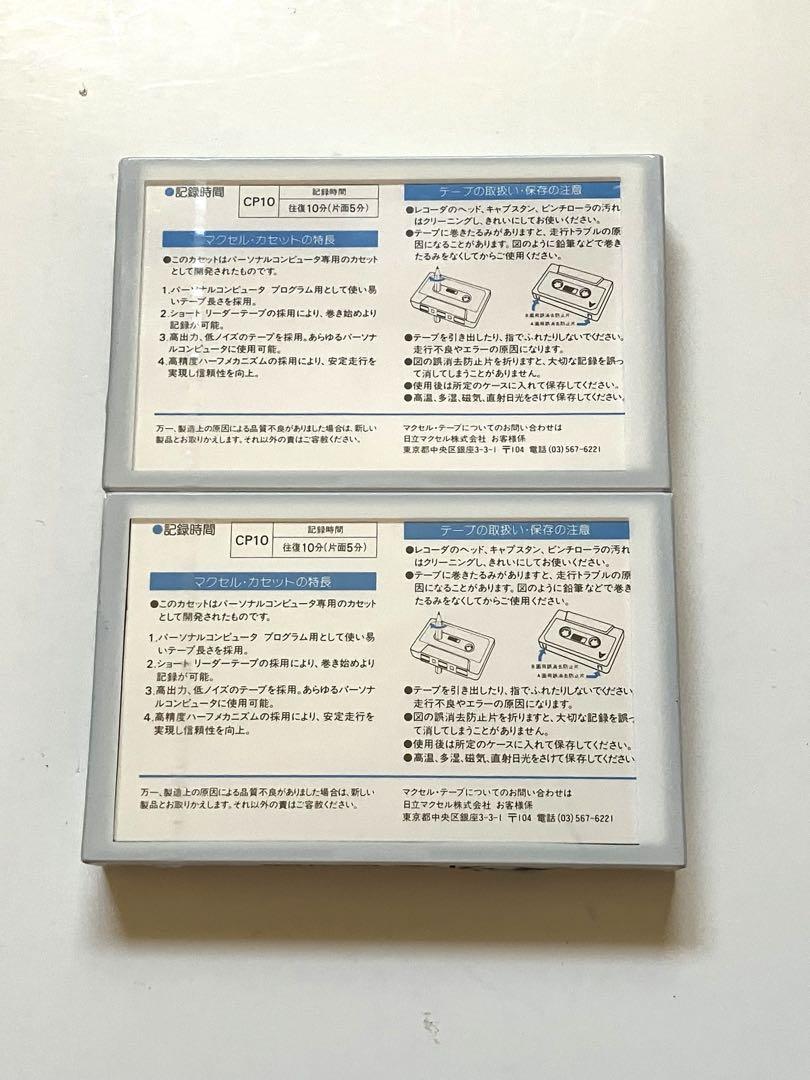 ●記録時間
CP10
記録時間
往復10分(片面5分)
マクセル・カセットの特長
●このカセットはパーソナルコンピュータ専用のカセット
として開発されたものです。
1.パーソナルコンピュータ プログラム用として使い易
いテープ長さを採用。
2.ショート リーダーテープの採用により、巻き始めより
記録が可能。
3.高出力、低ノイズのテープを採用。あらゆるパーソナ
ルコンピュータに使用可能。
4.高精度ハーフメカニズムの採用により、安定走行を
実現し信頼性を向上。
テープの取扱い・保存の注意
●レコーダのヘッド、キャプスタン、ピンチローラの汚れ
はクリーニングし、きれいにしてお使いください。
●テープに巻きたるみがありますと、走行トラブルの原
因になることがあります。図のように鉛筆などで巻き
たるみをなくしてからご使用ください。
B面用誤消去防止片
A面用誤消去防止片
●テープを引き出したり、指でふれたりしないでください。
走行不良やエラーの原因になります。
●図の誤消去防止片を折りますと、大切な記録を誤っ
て消してしまうことがありません。
●使用後は所定のケースに入れて保存してください。
●高温、多湿、磁気、直射日光をさけて保存してください。
万一、製造上の原因による品質不良がありました場合は、新しい
製品とお取りかえします。それ以外の責はご容赦ください。
マクセル・テープについてのお問い合わせは
日立マクセル株式会社 お客様係
東京都中央区銀座3-3-1 〒104 電話(03)567-6221
●記録時間
CP10
記録時間
往復10分(片面5分)
マクセル・カセットの特長
●このカセットはパーソナルコンピュータ専用のカセット
として開発されたものです。
1.パーソナルコンピュータ プログラム用として使い易
いテープ長さを採用。
2.ショート リーダーテープの採用により、巻き始めより
記録が可能。
3.高出力、低ノイズのテープを採用。あらゆるパーソナ
ルコンピュータに使用可能。
4.高精度ハーフメカニズムの採用により、安定走行を
実現し信頼性を向上。
テープの取扱い・保存の注意
●レコーダのヘッド、キャプスタン、ピンチローラの汚れ
はクリーニングし、きれいにしてお使いください。
●テープに巻きたるみがありますと、走行トラブルの原
因になることがあります。図のように鉛筆などで巻き
たるみをなくしてからご使用ください。
B面用誤消去防止片
A面用誤消去防止片
●テープを引き出したり、指でふれたりしないでください
走行不良やエラーの原因になります。
●図の誤消去防止片を折りますと、大切な記録を誤っ
て消してしまうことがありません。
●使用後は所定のケースに入れて保存してください。
●高温、多湿、磁気、直射日光をさけて保存してください
万一、製造上の原因による品質不良がありました場合は、新しい
製品とお取りかえします。それ以外の責はご容赦ください。
マクセル・テープについてのお問い合わせは
日立マクセル株式会社 お客様係
東京都中央区銀座3-3-1 〒104 電話(03)567-6221